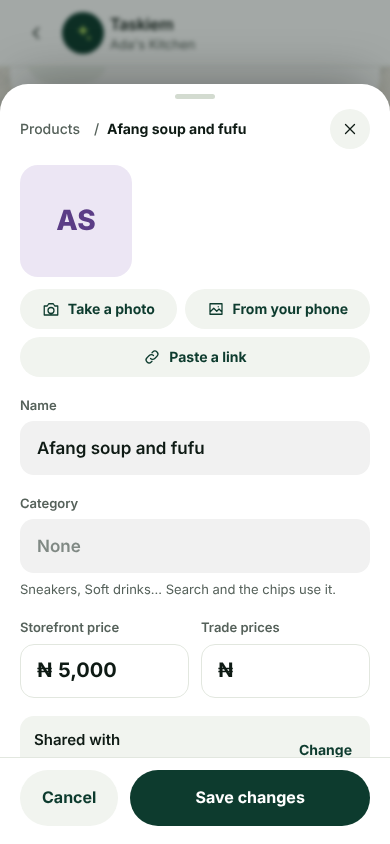 Taskiem
Ada's Kitchen
Products / Afang soup and fufu
AS
Take a photo
From your phone
Paste a link
Name
Afang soup and fufu
Category
None
Sneakers, Soft drinks... Search and the chips use it.
Storefront price
Trade prices
₦ 5,000
₦
Shared with
Change
Cancel
Save changes